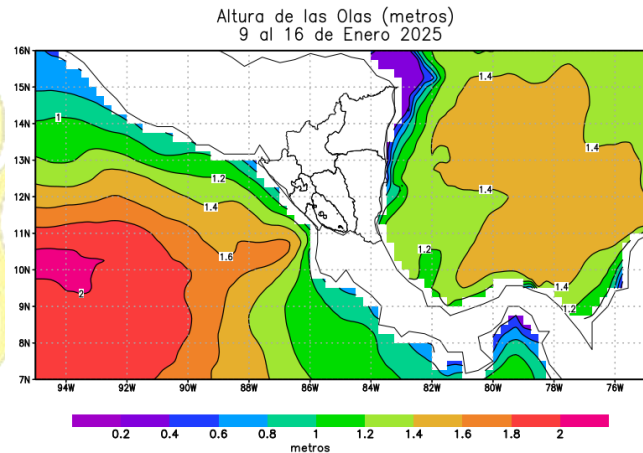 Altura de las Olas (metros)
9 al 16 de Enero 2025
16N
15N
14N
13N
12N
11N
10N
9N
8N
7N
1
1.2
1.4
1.6
2
1.4
1.4
1.4
1.2
1.4
1.2
94W 92W 90W 88W 86W 84W 82W 80W 78W 76W
0.2 0.4 0.6 0.8 1 1.2 1.4 1.6 1.8 2
metros